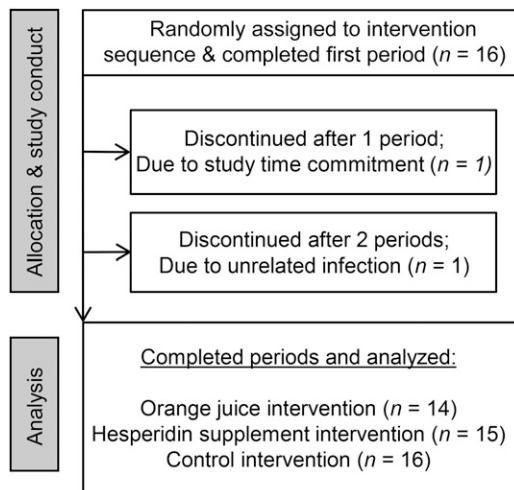 Allocation & study conduct
Randomly assigned to intervention
sequence & completed first period (n = 16)
Discontinued after 1 period;
Due to study time commitment (n = 1)
Discontinued after 2 periods;
Due to unrelated infection (n = 1)
Analysis
Completed periods and analyzed:
Orange juice intervention (n = 14)
Hesperidin supplement intervention (n = 15)
Control intervention (n = 16)